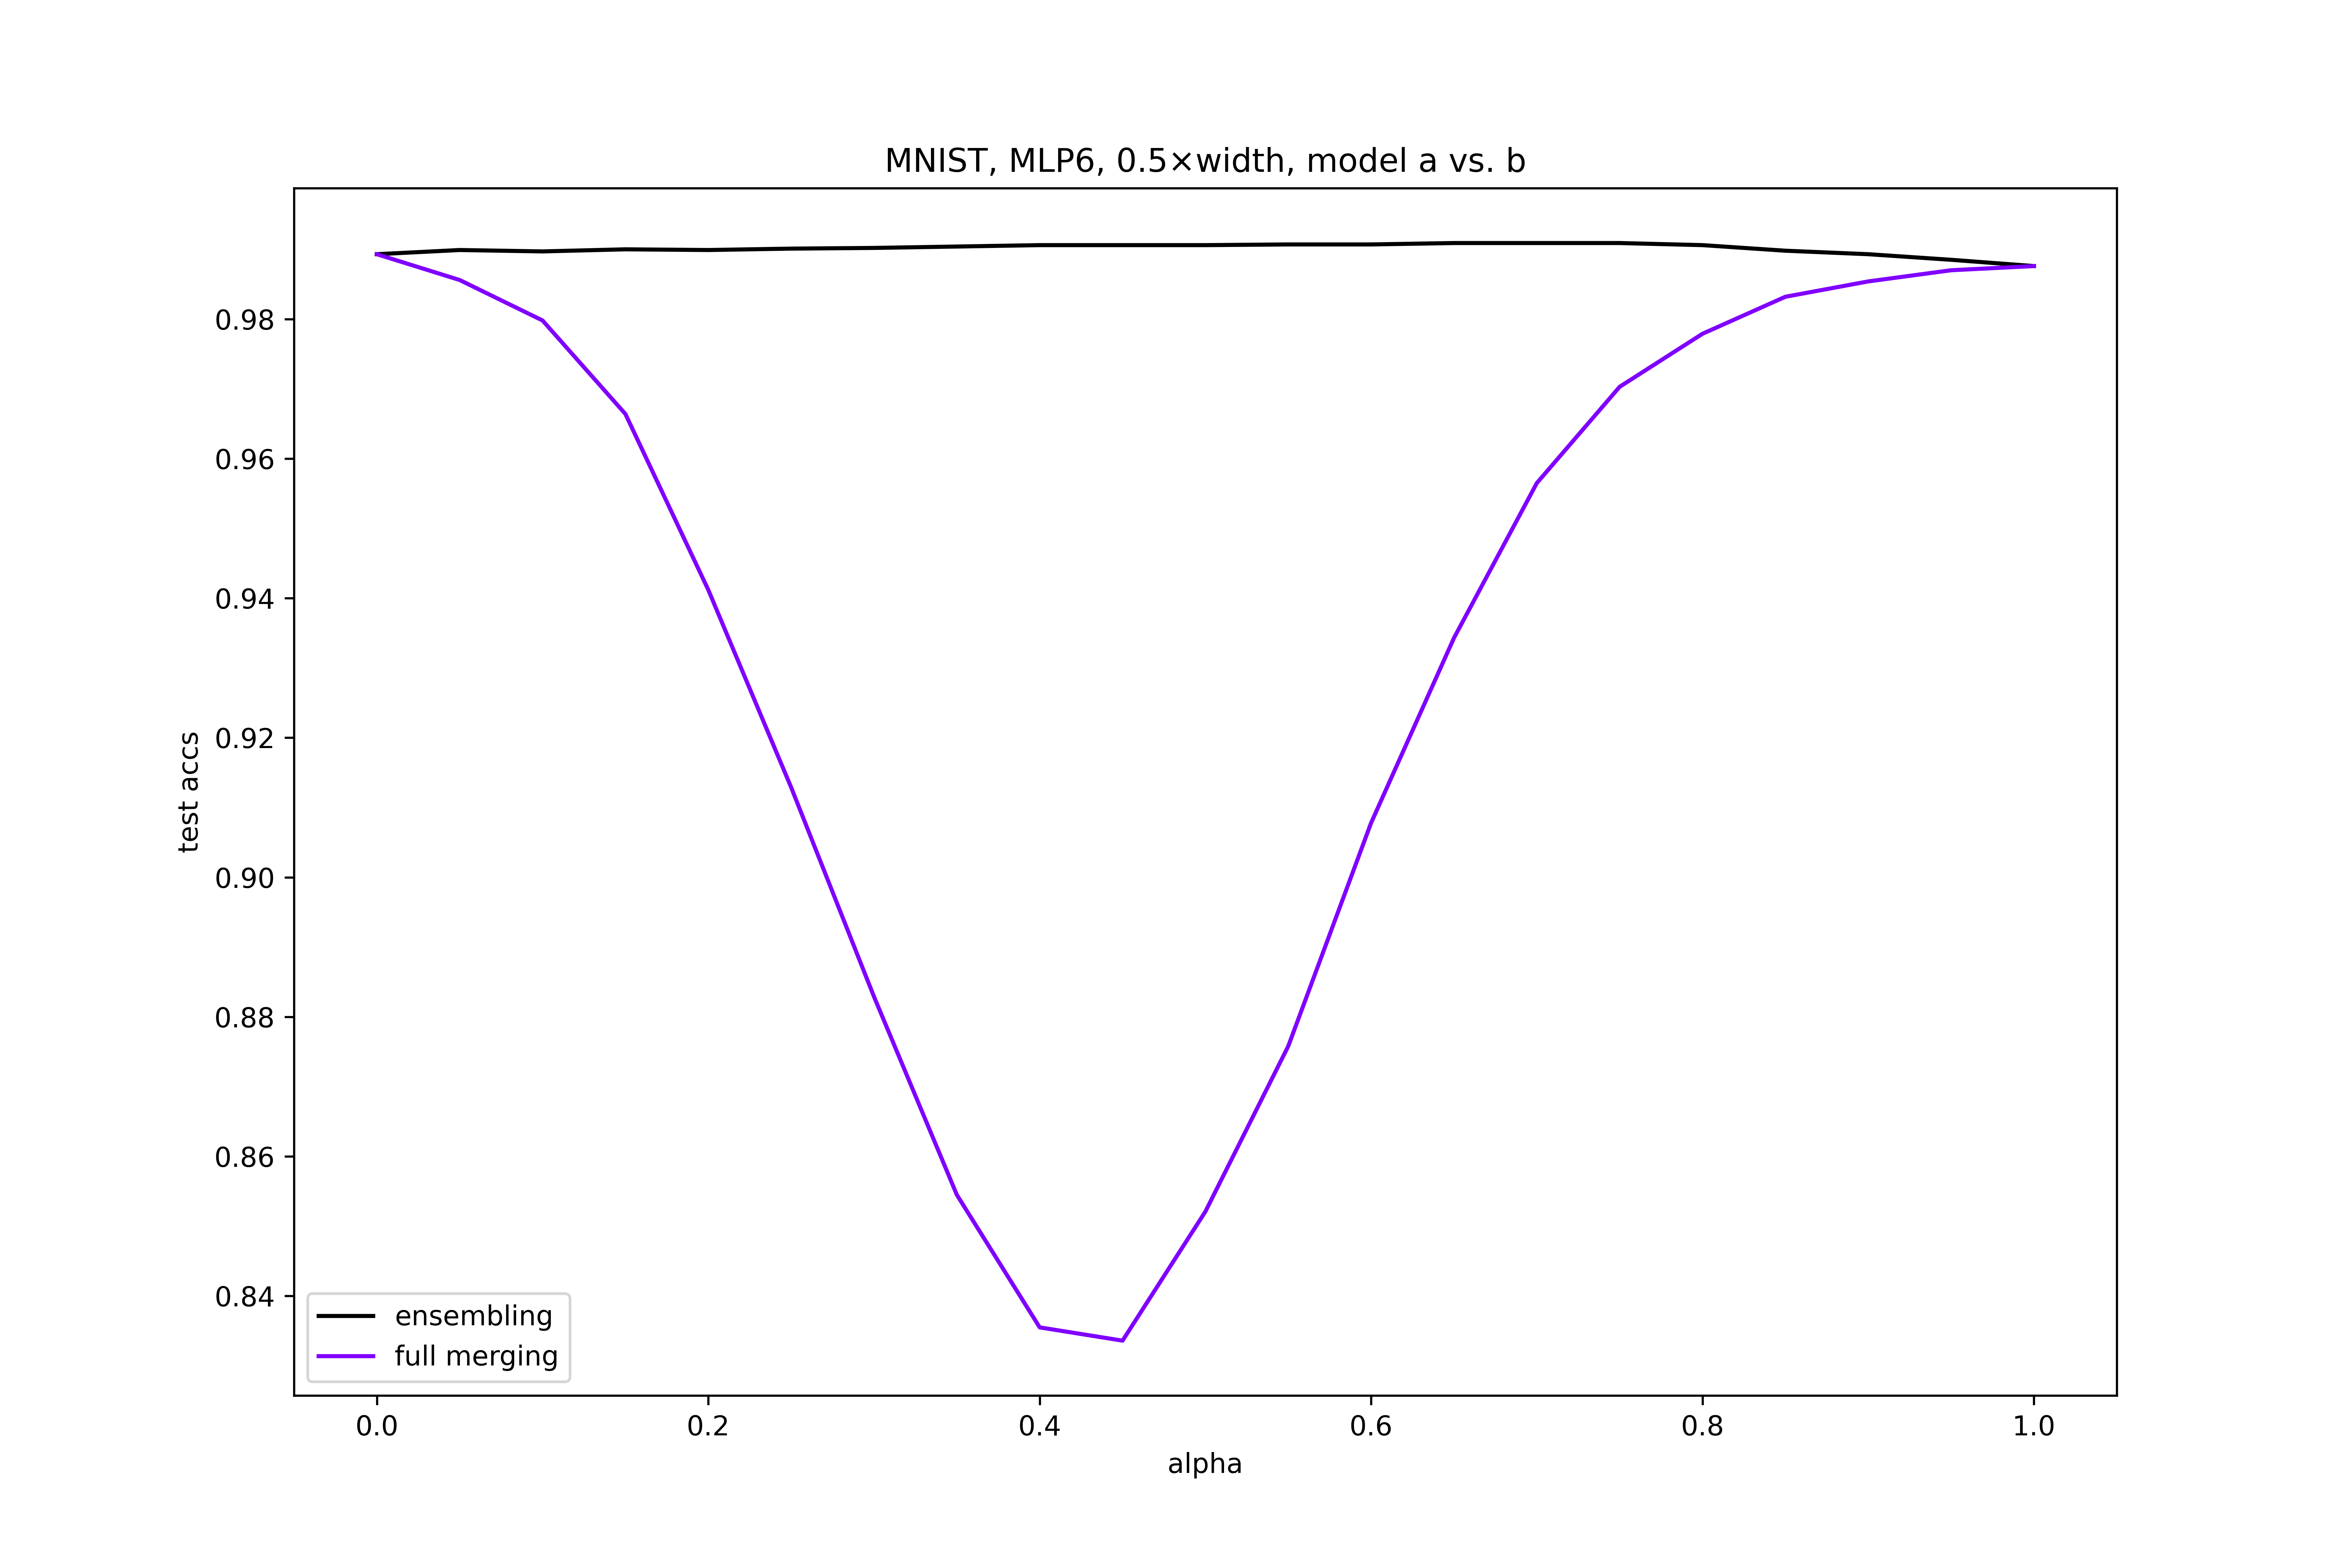 MNIST, MLP6, 0.5×width, model a vs. b
test accs
0.98
0.96
0.94
0.92
0.90
0.88
0.86
0.84
ensembling
full merging
0.0 0.2 0.4 0.6 0.8 1.0
alpha